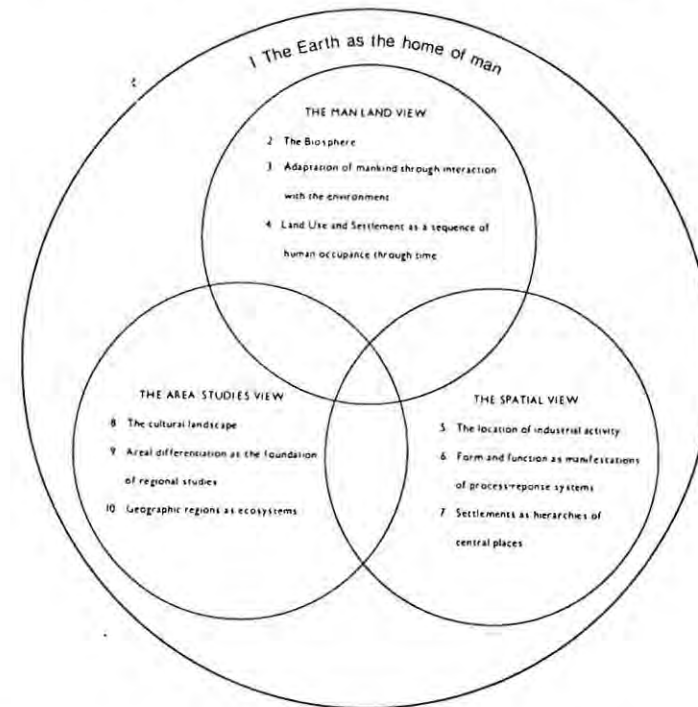 I The Earth as the home of man
THE MAN LAND VIEW
2 The Biosphere
3 Adaptation of mankind through interaction
with the environment
4 Land Use and Settlement as a sequence of
human occupance through time
THE AREA STUDIES VIEW
8 The cultural landscape
9 Areal differentiation as the foundation
of regional studies
10 Geographic regions as ecosystems
THE SPATIAL VIEW
5 The location of industrial activity
6 Form and function as manifestations
of process-reponse systems
7 Settlements as hierarchies of
central places